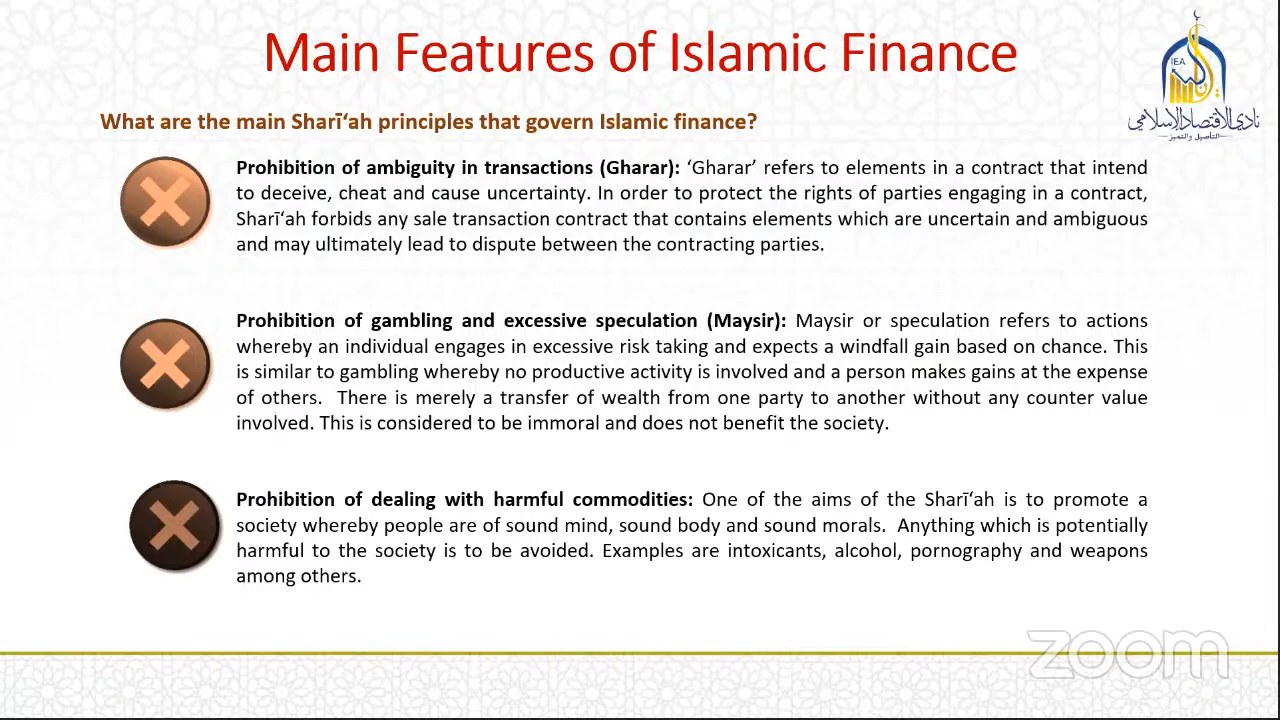 Main Features of Islamic Finance
IEA
نادي الاقتصاد الإسلامي
التأصيل والتميز
What are the main Sharī‘ah principles that govern Islamic finance?
Prohibition of ambiguity in transactions (Gharar): ‘Gharar’ refers to elements in a contract that intend
to deceive, cheat and cause uncertainty. In order to protect the rights of parties engaging in a contract,
Sharī‘ah forbids any sale transaction contract that contains elements which are uncertain and ambiguous
and may ultimately lead to dispute between the contracting parties.
Prohibition of gambling and excessive speculation (Maysir): Maysir or speculation refers to actions
whereby an individual engages in excessive risk taking and expects a windfall gain based on chance. This
is similar to gambling whereby no productive activity is involved and a person makes gains at the expense
of others. There is merely a transfer of wealth from one party to another without any counter value
involved. This is considered to be immoral and does not benefit the society.
Prohibition of dealing with harmful commodities: One of the aims of the Sharī‘ah is to promote a
society whereby people are of sound mind, sound body and sound morals. Anything which is potentially
harmful to the society is to be avoided. Examples are intoxicants, alcohol, pornography and weapons
among others.
zoom